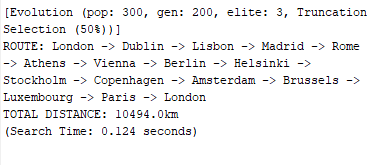 [Evolution (pop: 300, gen: 200, elite: 3, Truncation
Selection (50%))]
ROUTE: London -> Dublin -> Lisbon -> Madrid -> Rome
-> Athens -> Vienna -> Berlin -> Helsinki ->
Stockholm -> Copenhagen -> Amsterdam -> Brussels ->
Luxembourg -> Paris -> London
TOTAL DISTANCE: 10494.0km
(Search Time: 0.124 seconds)